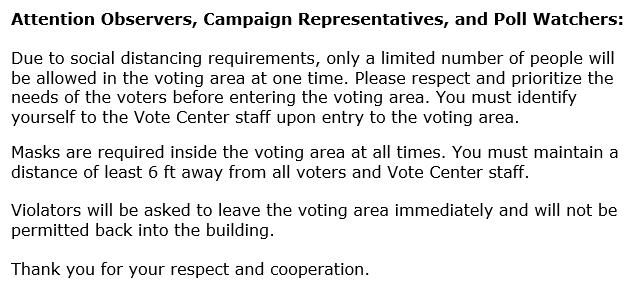 Attention Observers, Campaign Representatives, and Poll Watchers:
Due to social distancing requirements, only a limited number of people will
be allowed in the voting area at one time. Please respect and prioritize the
needs of the voters before entering the voting area. You must identify
yourself to the Vote Center staff upon entry to the voting area.
Masks are required inside the voting area at all times. You must maintain a
distance of least 6 ft away from all voters and Vote Center staff.
Violators will be asked to leave the voting area immediately and will not be
permitted back into the building.
Thank you for your respect and cooperation.